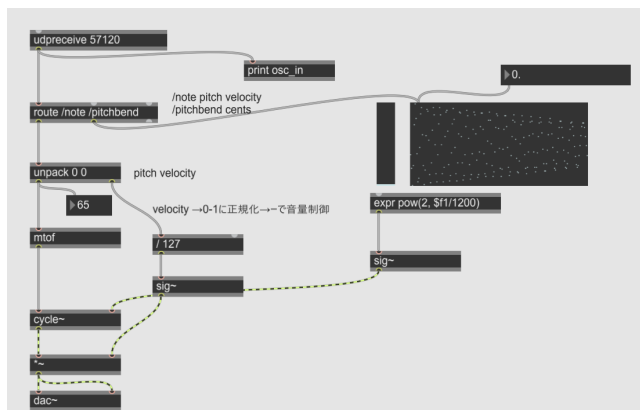 udpreceive 57120
print osc_in
0.
/note pitch velocity
/pitchbend cents
route /note /pitchbend
unpack 0 0
pitch velocity
65
expr pow(2, $f1/1200)
velocity →0-1に正規化→~で音量制御
mtof
/ 127
sig~
sig~
cycle~
*~
dac~